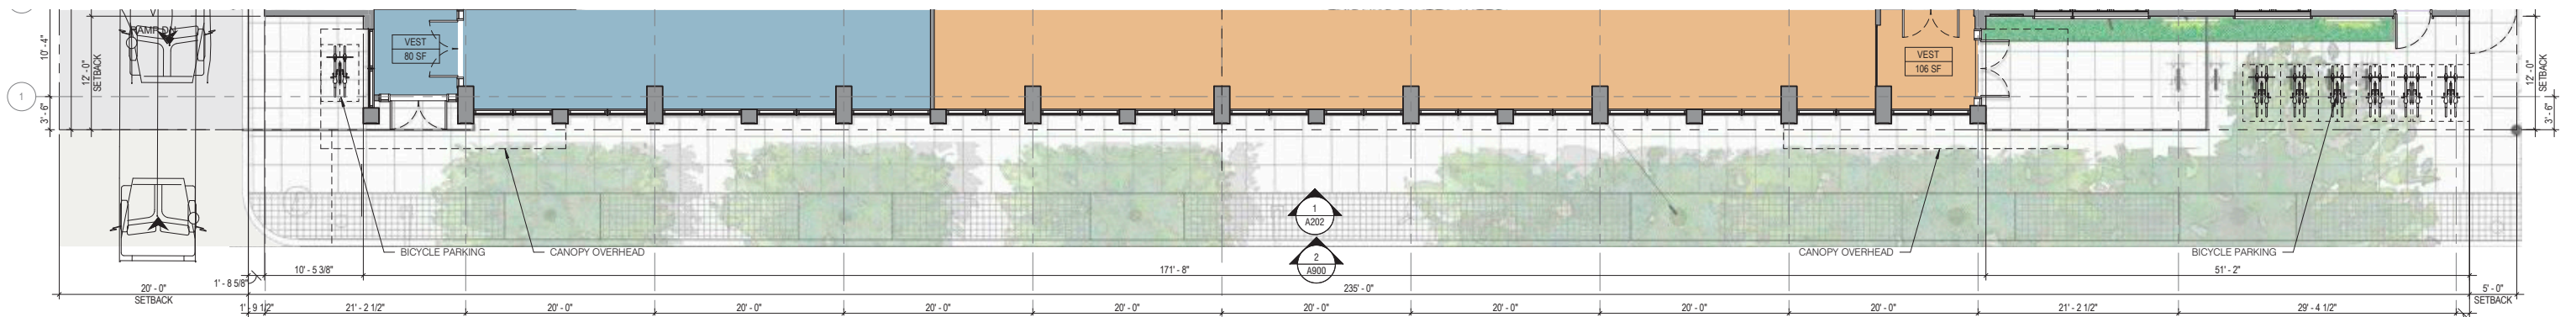 RAMP DN
10' - 4"
12' - 0"
SETBACK
3' - 6"
1
VEST
80 SF
VEST
106 SF
12' - 0"
SETBACK
3' - 6"
1
A202
2
A900
BICYCLE PARKING
CANOPY OVERHEAD
CANOPY OVERHEAD
BICYCLE PARKING
10' - 5 3/8"
171' - 8"
51' - 2"
1' - 8 5/8"
20' - 0"
SETBACK
235' - 0"
5' - 0"
SETBACK
1' - 9 1/2"
21' - 2 1/2"
20' - 0"
20' - 0"
20' - 0"
20' - 0"
20' - 0"
20' - 0"
20' - 0"
20' - 0"
21' - 2 1/2"
29' - 4 1/2"